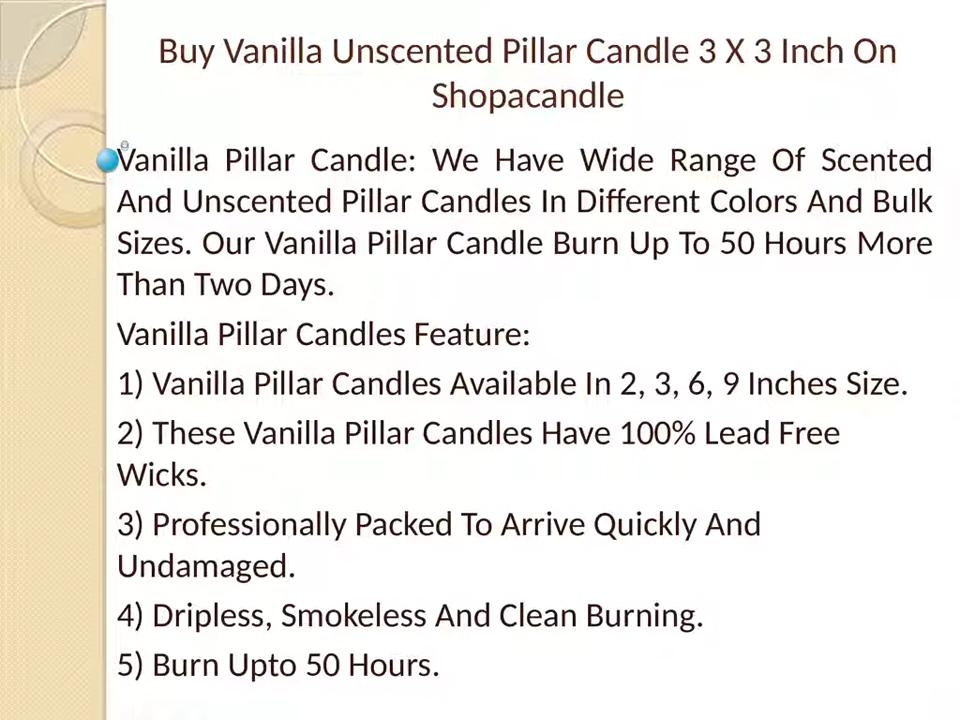 Buy Vanilla Unscented Pillar Candle 3 X 3 Inch On
Shopacandle
Vanilla Pillar Candle: We Have Wide Range Of Scented
And Unscented Pillar Candles In Different Colors And Bulk
Sizes. Our Vanilla Pillar Candle Burn Up To 50 Hours More
Than Two Days.
Vanilla Pillar Candles Feature:
1) Vanilla Pillar Candles Available In 2, 3, 6, 9 Inches Size.
2) These Vanilla Pillar Candles Have 100% Lead Free
Wicks.
3) Professionally Packed To Arrive Quickly And
Undamaged.
4) Dripless, Smokeless And Clean Burning.
5) Burn Upto 50 Hours.